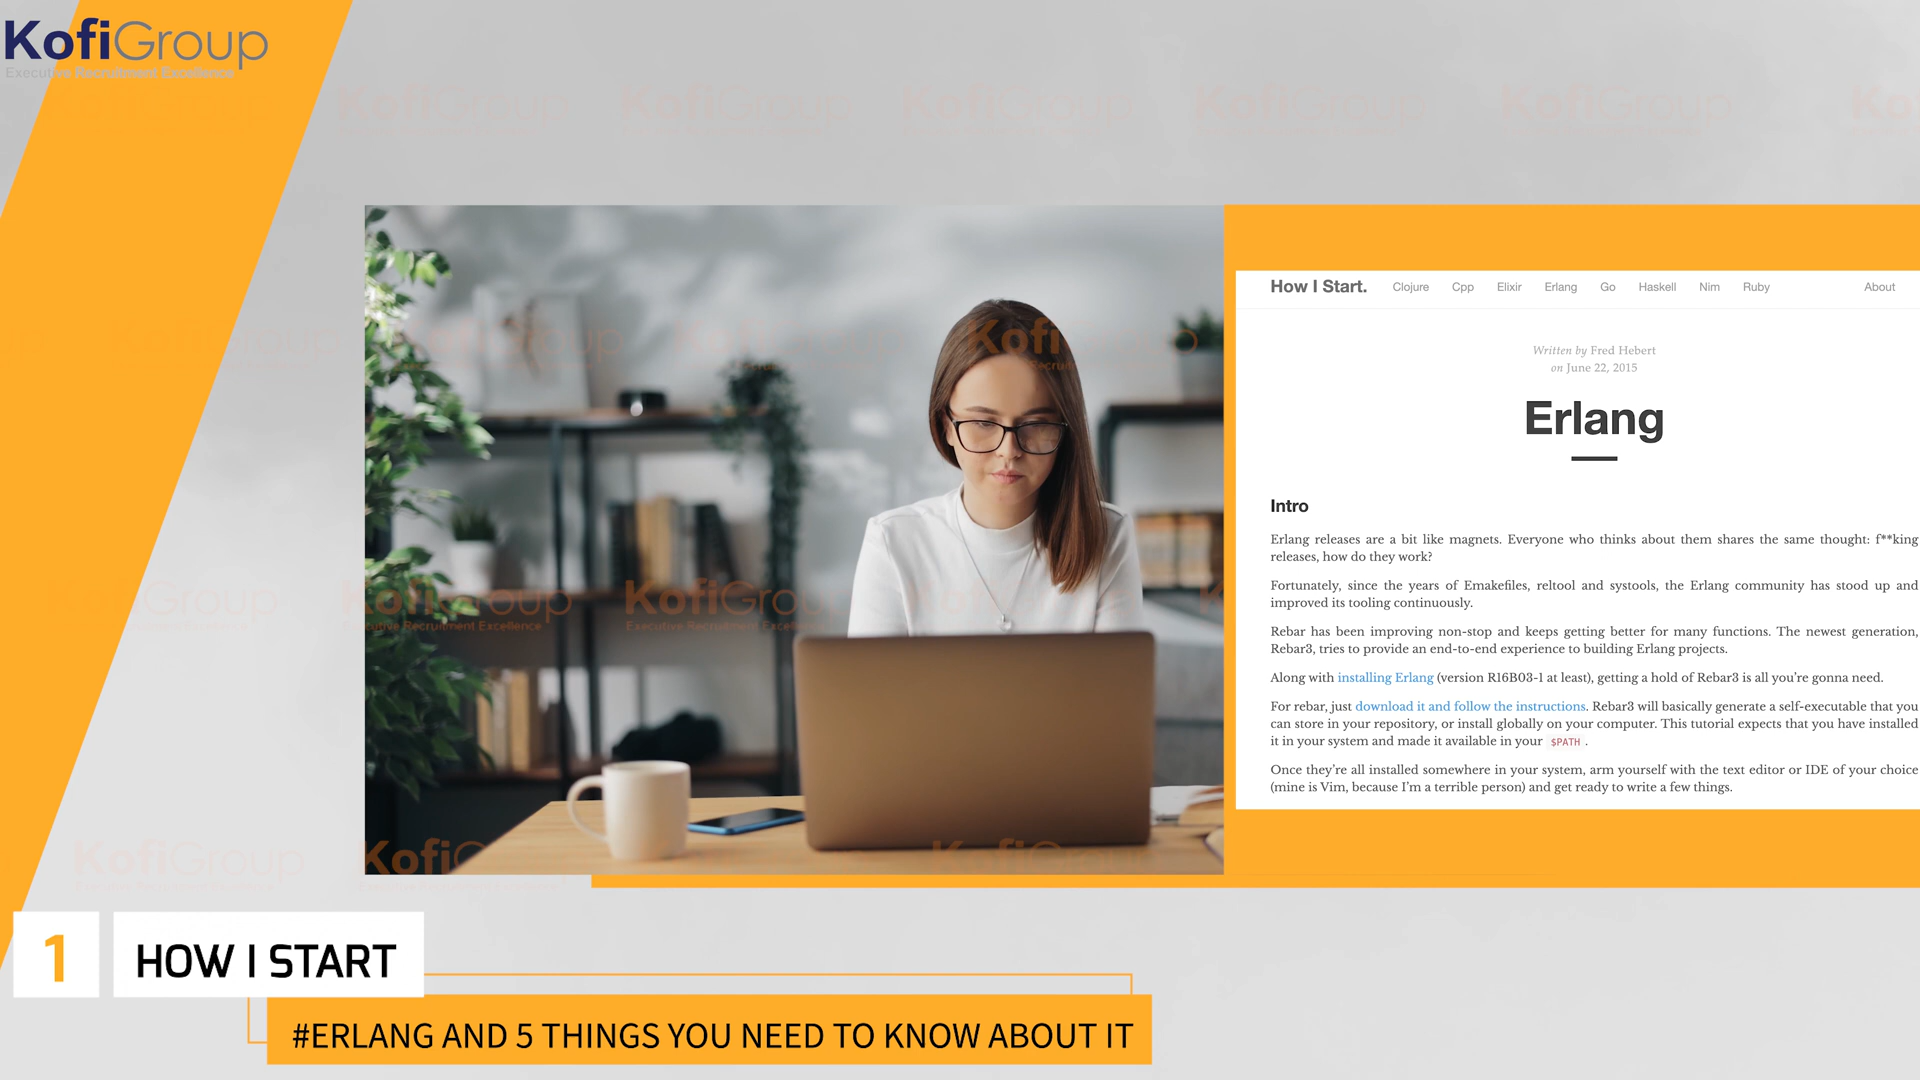 KofiGroup
Executive Recruitment Excellence
How I Start. Clojure Cpp Elixir Erlang Go Haskell Nim Ruby About
Written by Fred Hebert
on June 22, 2015
Erlang
Intro
Erlang releases are a bit like magnets. Everyone who thinks about them shares the same thought: f**king
releases, how do they work?
Fortunately, since the years of Emakefiles, reltool and systools, the Erlang community has stood up and
improved its tooling continuously.
Rebar has been improving non-stop and keeps getting better for many functions. The newest generation,
Rebar3, tries to provide an end-to-end experience to building Erlang projects.
Along with installing Erlang (version R16B03-1 at least), getting a hold of Rebar3 is all you’re gonna need.
For rebar, just download it and follow the instructions. Rebar3 will basically generate a self-executable that you
can store in your repository, or install globally on your computer. This tutorial expects that you have installed
it in your system and made it available in your $PATH .
Once they’re all installed somewhere in your system, arm yourself with the text editor or IDE of your choice
(mine is Vim, because I’m a terrible person) and get ready to write a few things.
1 HOW I START
#ERLANG AND 5 THINGS YOU NEED TO KNOW ABOUT IT